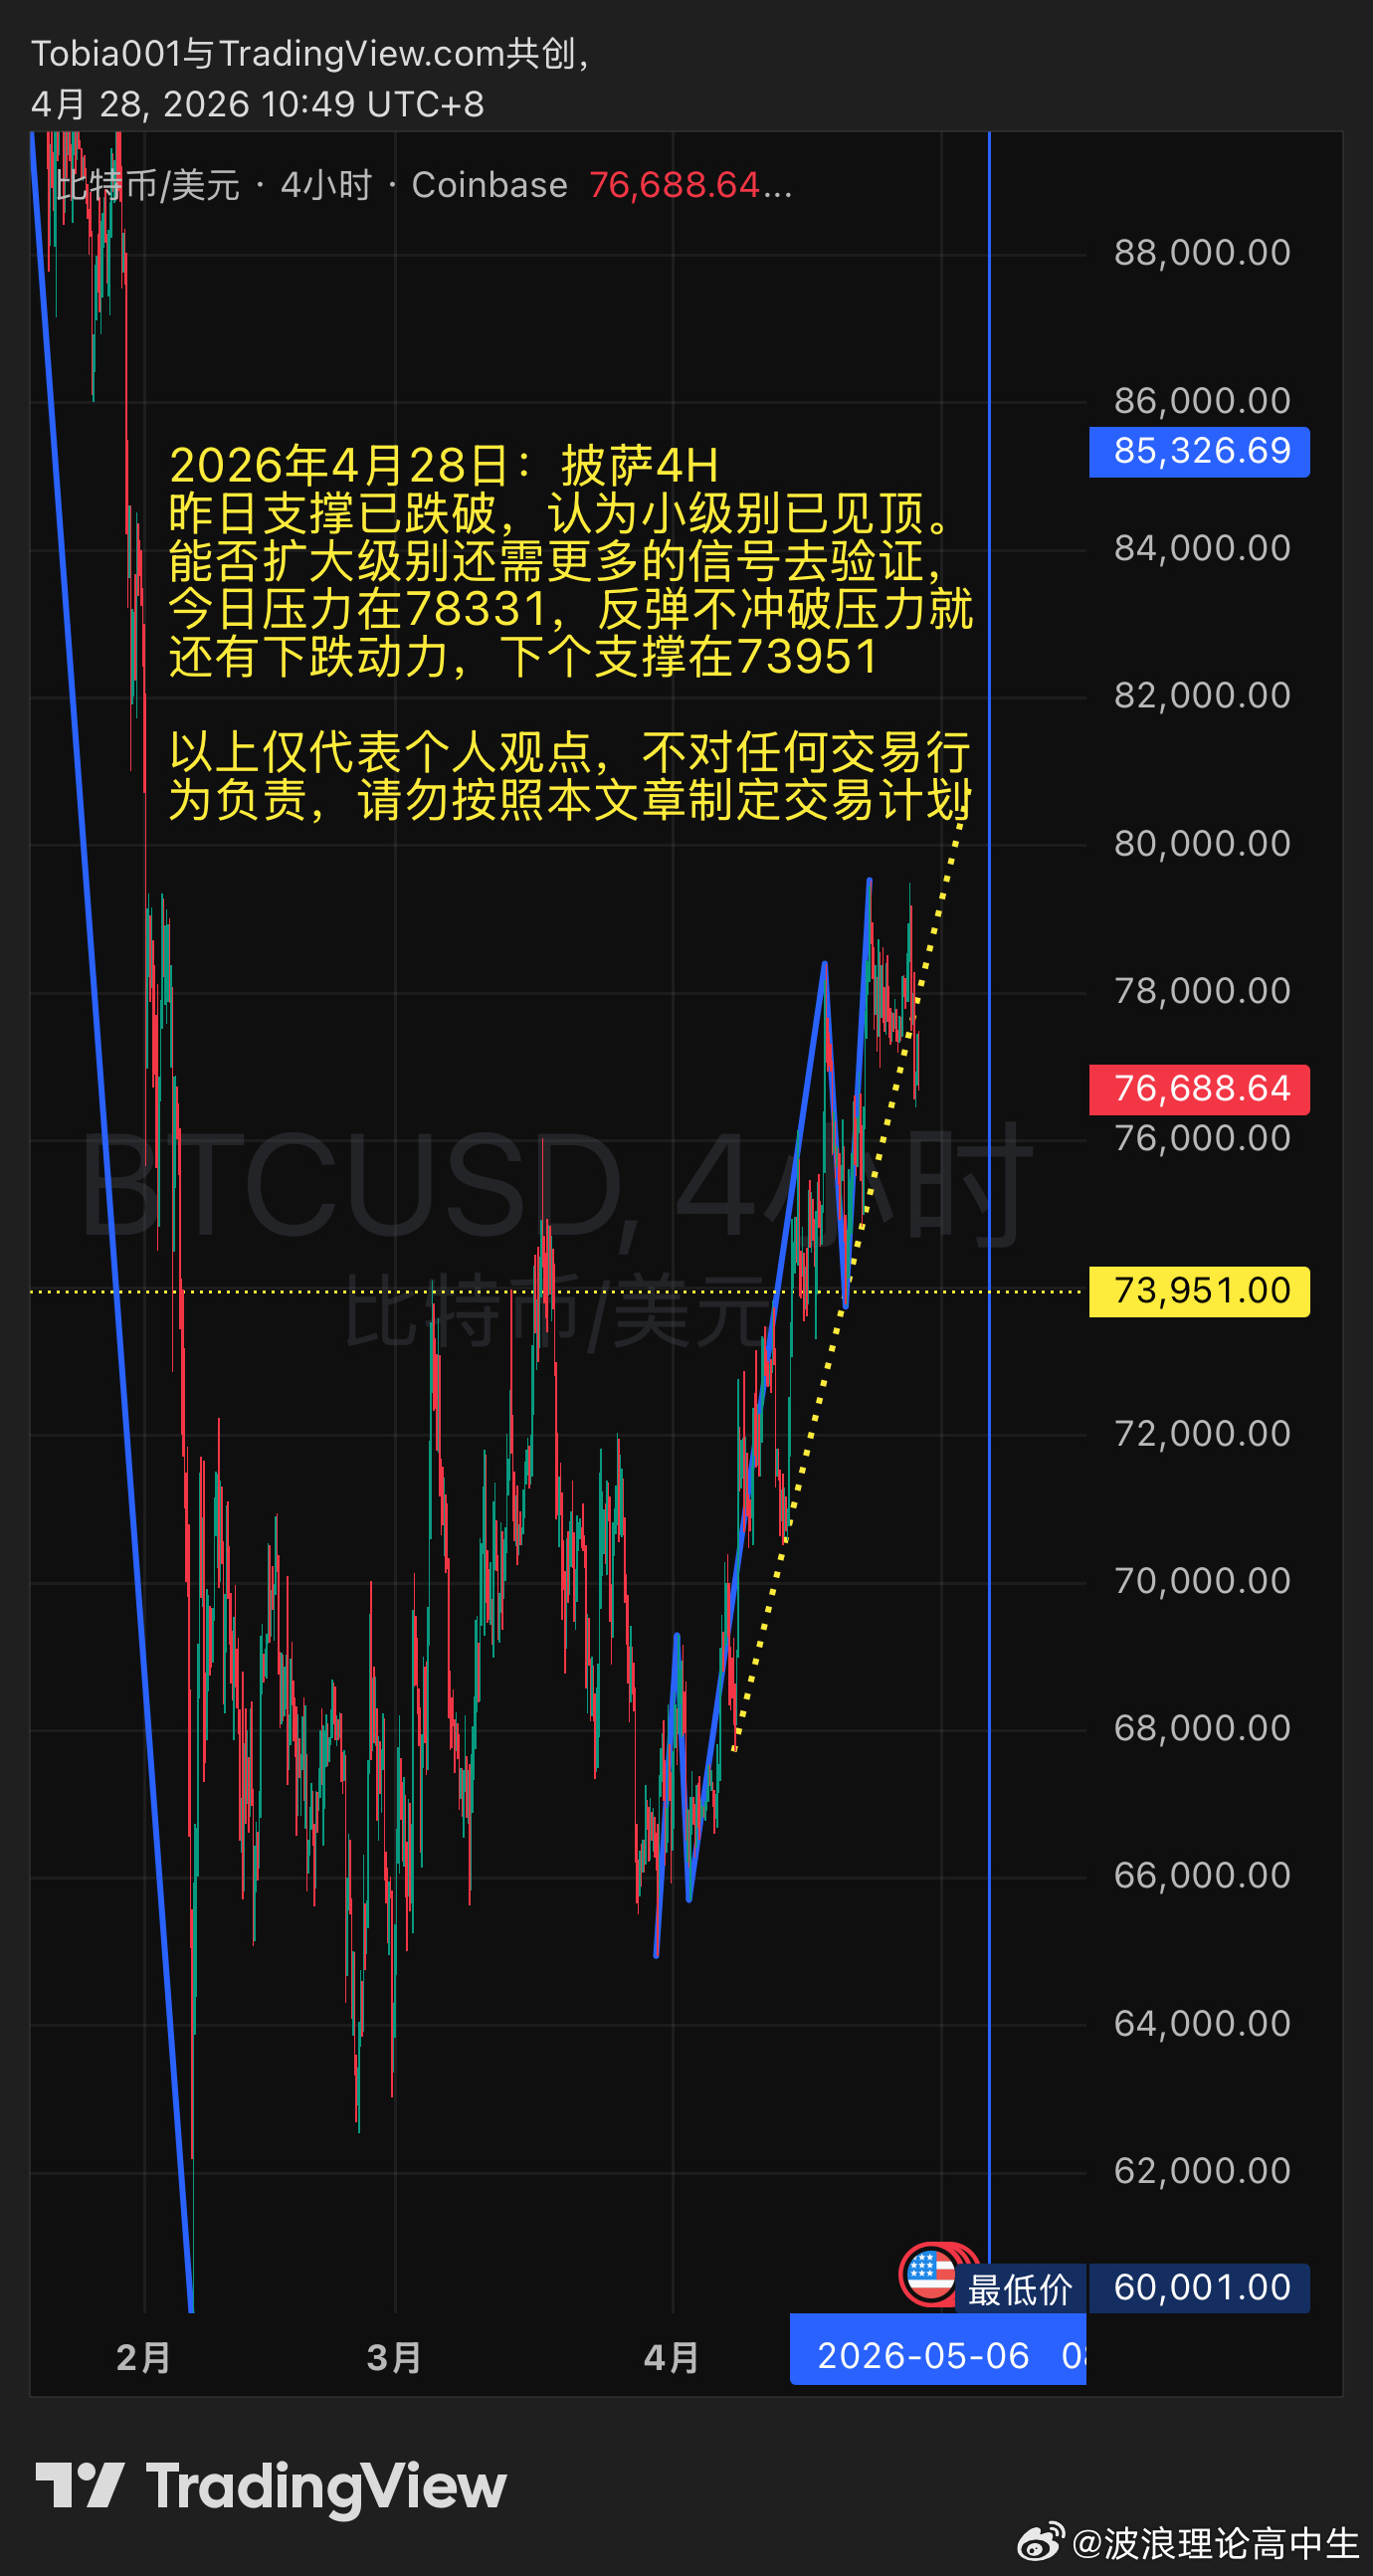 Tobia001与TradingView.com共创,
4月 28, 2026 10:49 UTC+8
比特币/美元 · 4小时 · Coinbase 76,688.64...
88,000.00
86,000.00
85,326.69
2026年4月28日：披萨4H
昨日支撑已跌破，认为小级别已见顶。
能否扩大级别还需更多的信号去验证，
今日压力在78331，反弹不冲破压力就
还有下跌动力，下个支撑在73951
以上仅代表个人观点，不对任何交易行
为负责，请勿按照本文章制定交易计划
84,000.00
82,000.00
80,000.00
78,000.00
76,688.64
76,000.00
BTCUSD, 4小时
比特币/美元
73,951.00
72,000.00
70,000.00
68,000.00
66,000.00
64,000.00
62,000.00
最低价 60,001.00
2月 3月 4月 2026-05-06
TradingView
@波浪理论高中生